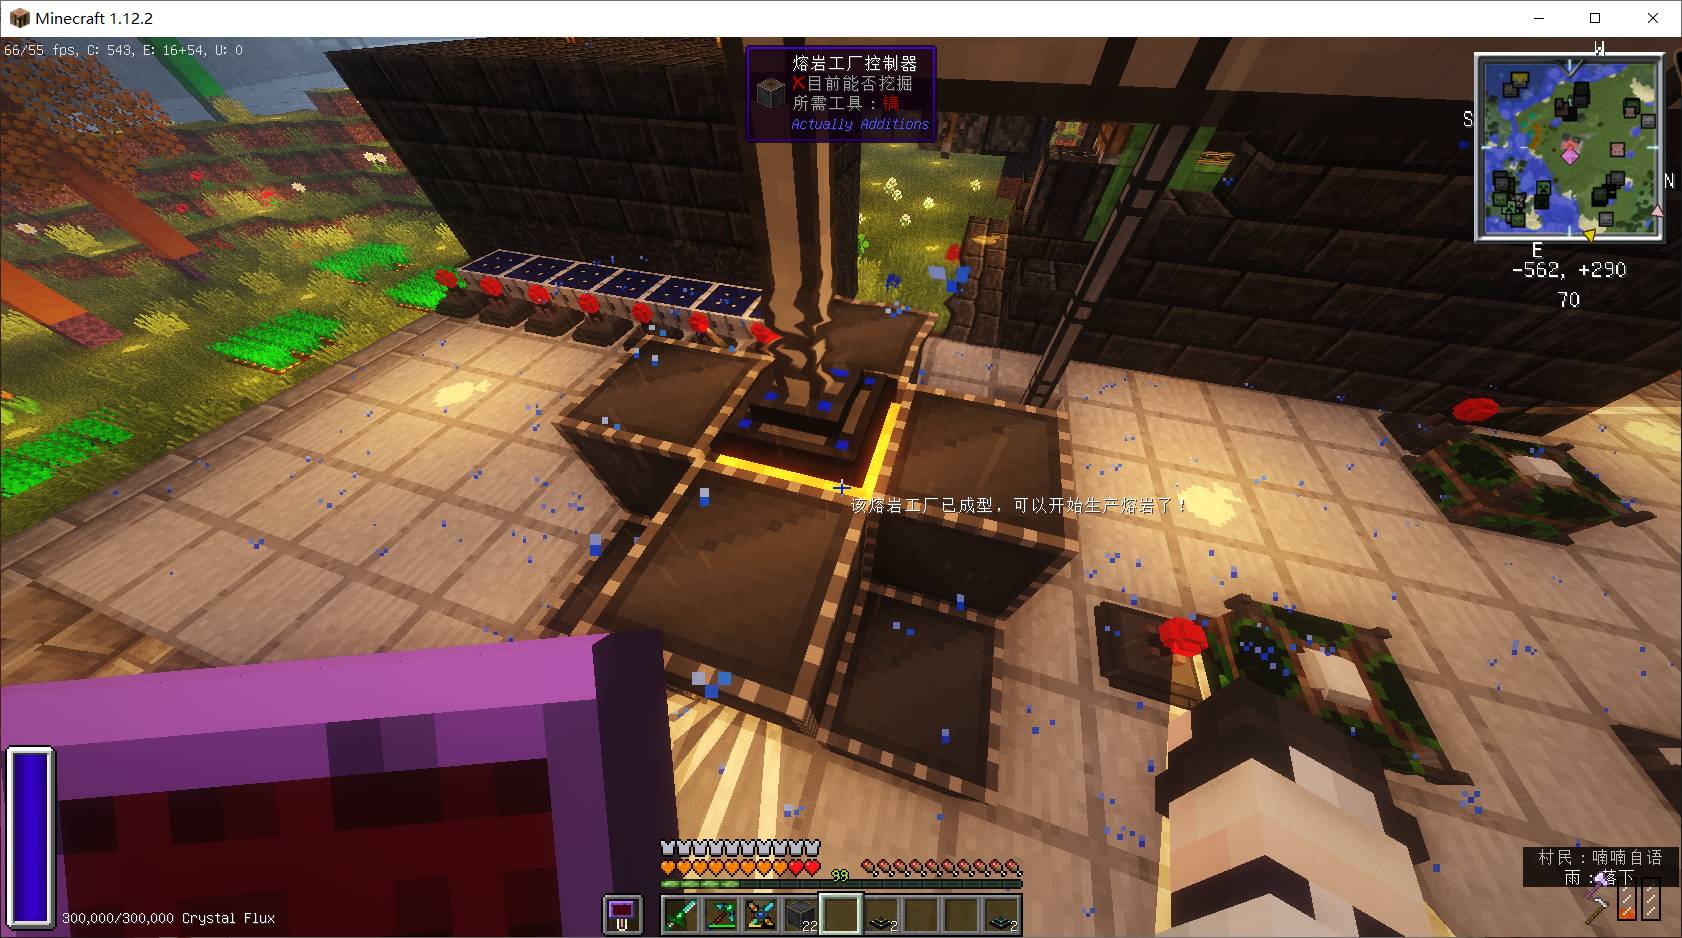 Minecraft 1.12.2
66/55 fps, C: 543, E: 16+54, U: 0
熔岩工厂控制器
✕目前能否挖掘
所需工具：镐
Actually Additions
W
S
N
E
-562, +290
70
该熔岩工厂已成型，可以开始生产熔岩了！
村民：喃喃自语
雨：落下
99
300,000/300,000 Crystal Flux
U
22
2
2